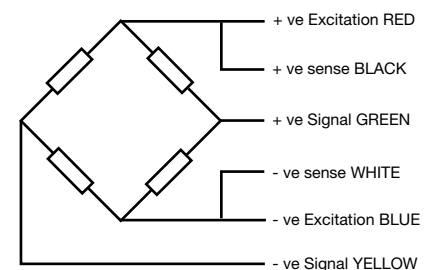 + ve Excitation RED
+ ve sense BLACK
+ ve Signal GREEN
- ve sense WHITE
- ve Excitation BLUE
- ve Signal YELLOW